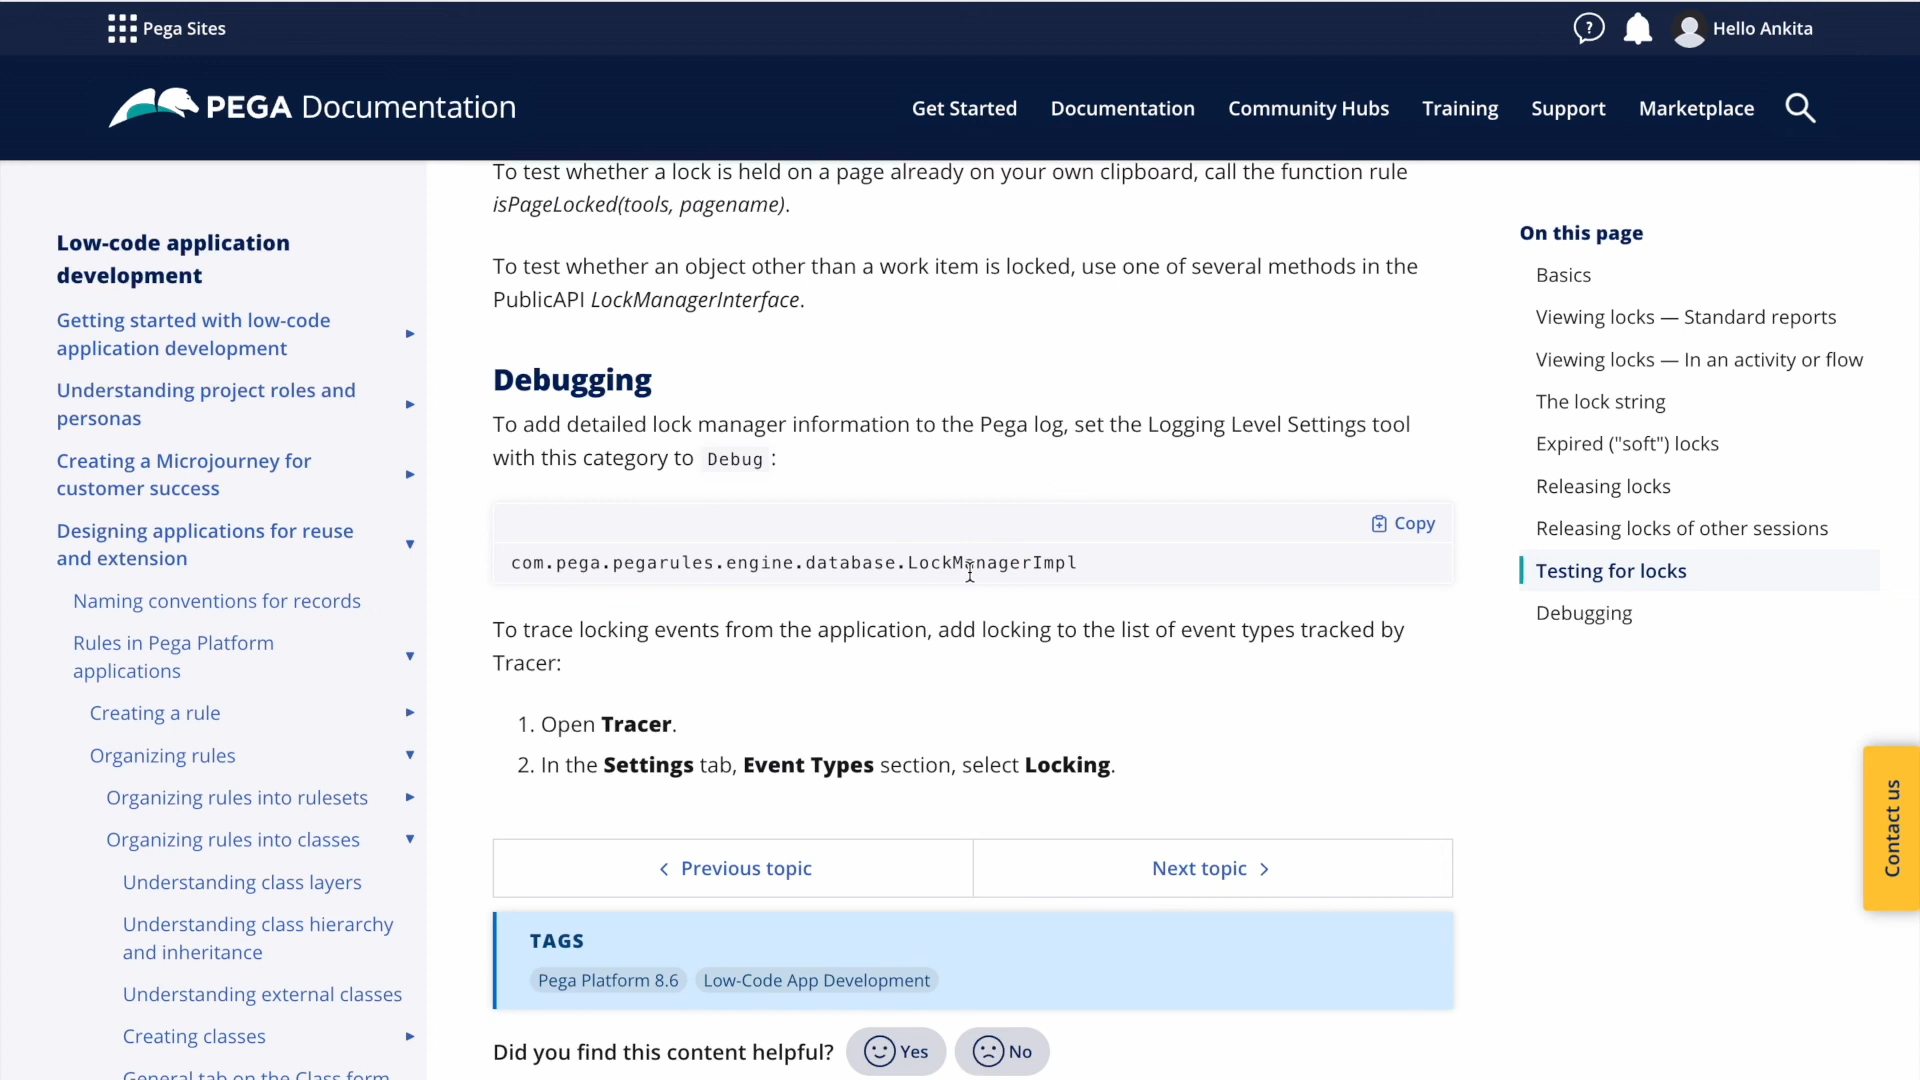 Pega Sites
Hello Ankita
PEGA Documentation
Get Started
Documentation
Community Hubs
Training
Support
Marketplace
Low-code application
development
Getting started with low-code
application development
Understanding project roles and
personas
Creating a Microjourney for
customer success
Designing applications for reuse
and extension
Naming conventions for records
Rules in Pega Platform
applications
Creating a rule
Organizing rules
Organizing rules into rulesets
Organizing rules into classes
Understanding class layers
Understanding class hierarchy
and inheritance
Understanding external classes
Creating classes
General tab on the Class form
To test whether a lock is held on a page already on your own clipboard, call the function rule
isPageLocked(tools, pagename).
To test whether an object other than a work item is locked, use one of several methods in the
PublicAPI LockManagerInterface.
Debugging
To add detailed lock manager information to the Pega log, set the Logging Level Settings tool
with this category to Debug :
Copy
com.pega.pegarules.engine.database.LockManagerImpl
To trace locking events from the application, add locking to the list of event types tracked by
Tracer:
1. Open Tracer.
2. In the Settings tab, Event Types section, select Locking.
Previous topic
Next topic
TAGS
Pega Platform 8.6
Low-Code App Development
Did you find this content helpful?
Yes
No
On this page
Basics
Viewing locks — Standard reports
Viewing locks — In an activity or flow
The lock string
Expired ("soft") locks
Releasing locks
Releasing locks of other sessions
Testing for locks
Debugging
Contact us